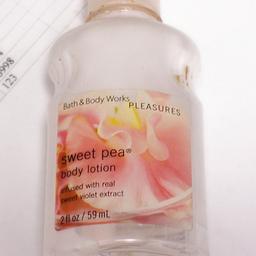 0998
123
Bath & Body Works
PLEASURES
sweet pea®
body lotion
infused with real
sweet violet extract
2 fl oz / 59 mL